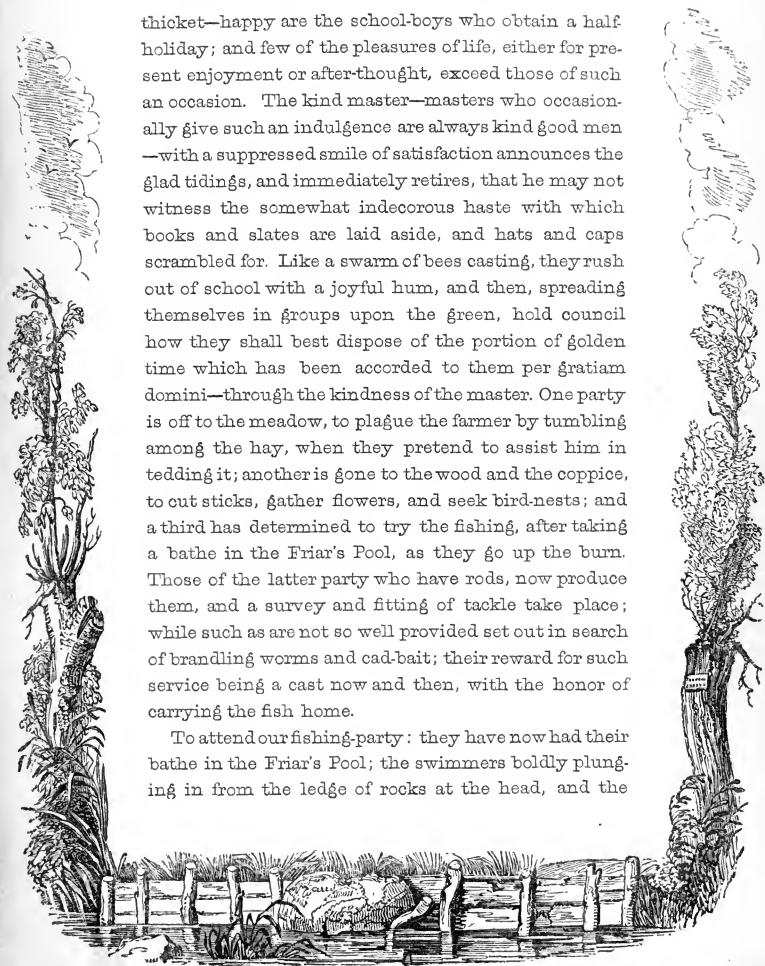 thicket—happy are the school-boys who obtain a half-
holiday; and few of the pleasures of life, either for pre-
sent enjoyment or after-thought, exceed those of such
an occasion. The kind master—masters who occasion-
ally give such an indulgence are always kind good men
—with a suppressed smile of satisfaction announces the
glad tidings, and immediately retires, that he may not
witness the somewhat indecorous haste with which
books and slates are laid aside, and hats and caps
scrambled for. Like a swarm of bees casting, they rush
out of school with a joyful hum, and then, spreading
themselves in groups upon the green, hold council
how they shall best dispose of the portion of golden
time which has been accorded to them per gratiam
domini—through the kindness of the master. One party
is off to the meadow, to plague the farmer by tumbling
among the hay, when they pretend to assist him in
tedding it; another is gone to the wood and the coppice,
to cut sticks, gather flowers, and seek bird-nests; and
a third has determined to try the fishing, after taking
a bathe in the Friar's Pool, as they go up the burn.
Those of the latter party who have rods, now produce
them, and a survey and fitting of tackle take place;
while such as are not so well provided set out in search
of brandling worms and cad-bait; their reward for such
service being a cast now and then, with the honor of
carrying the fish home.
To attend our fishing-party: they have now had their
bathe in the Friar's Pool; the swimmers boldly plung-
ing in from the ledge of rocks at the head, and the